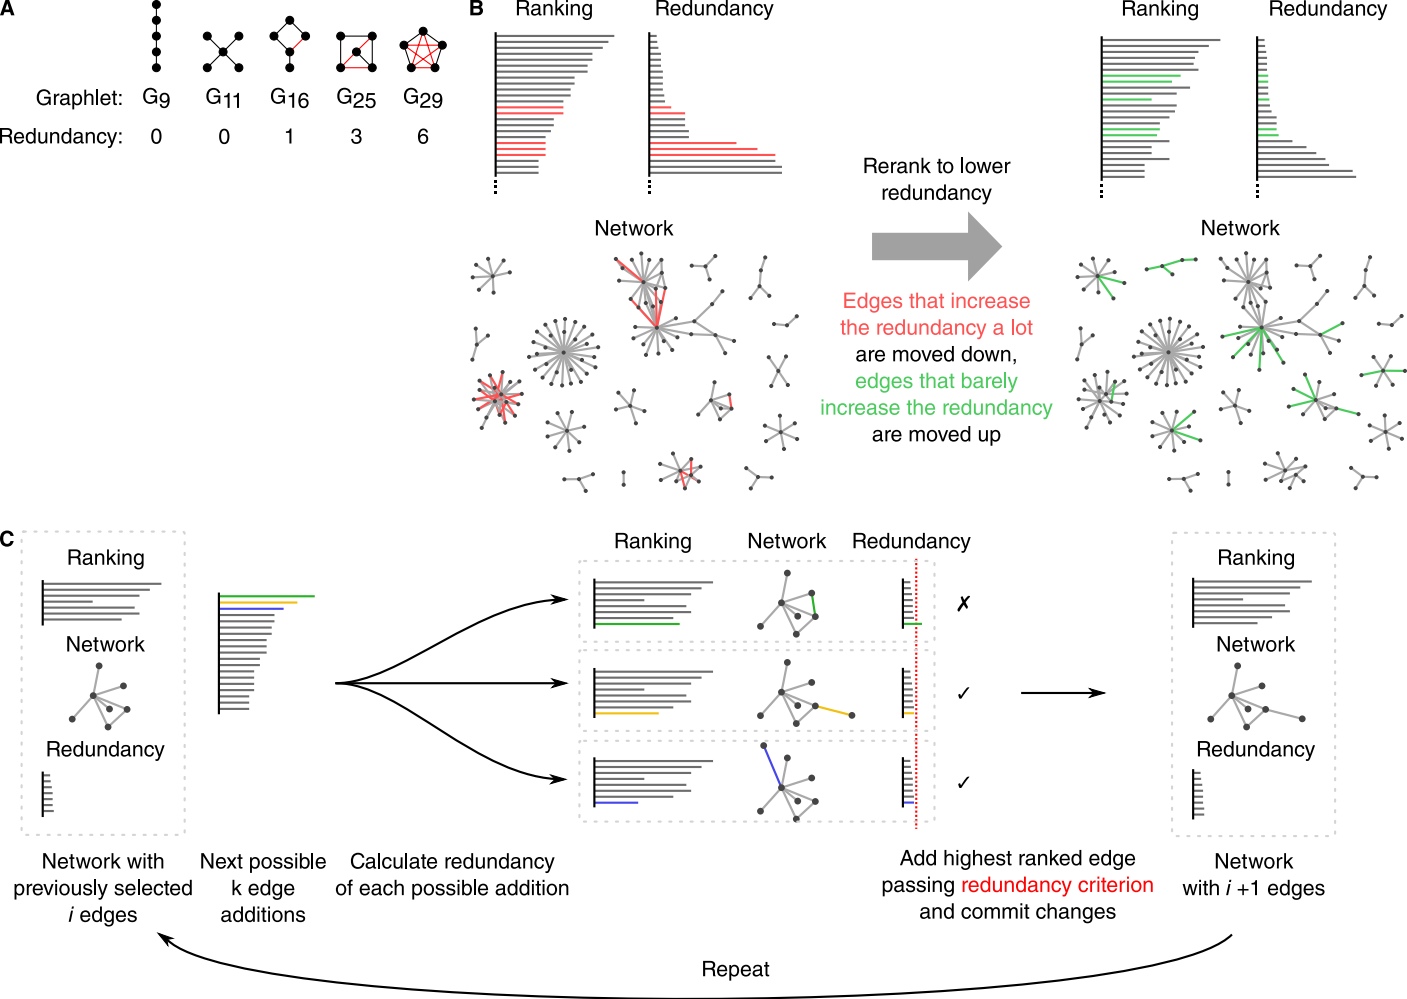 A
Graphlet: G9 G11 G16 G25 G29
Redundancy: 0 0 1 3 6
B
Ranking Redundancy
Network
Rerank to lower
redundancy
Edges that increase
the redundancy a lot
are moved down,
edges that barely
increase the redundancy
are moved up
Ranking Redundancy
Network
C
Ranking
Network
Redundancy
Network with
previously selected
i edges
Next possible
k edge
additions
Calculate redundancy
of each possible addition
Ranking Network Redundancy
✗
✓
✓
Add highest ranked edge
passing redundancy criterion
and commit changes
Ranking
Network
Redundancy
Network
with i +1 edges
Repeat